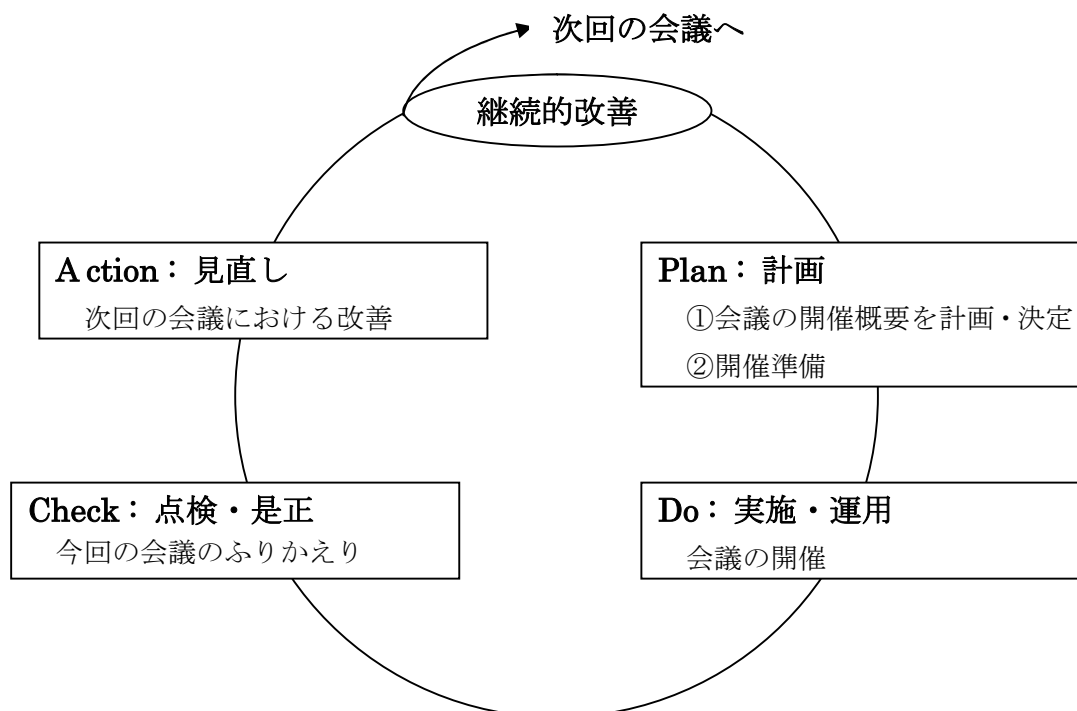 次回の会議へ
継続的改善
Action：見直し
次回の会議における改善
Plan：計画
①会議の開催概要を計画・決定
②開催準備
Check：点検・是正
今回の会議のふりかえり
Do：実施・運用
会議の開催